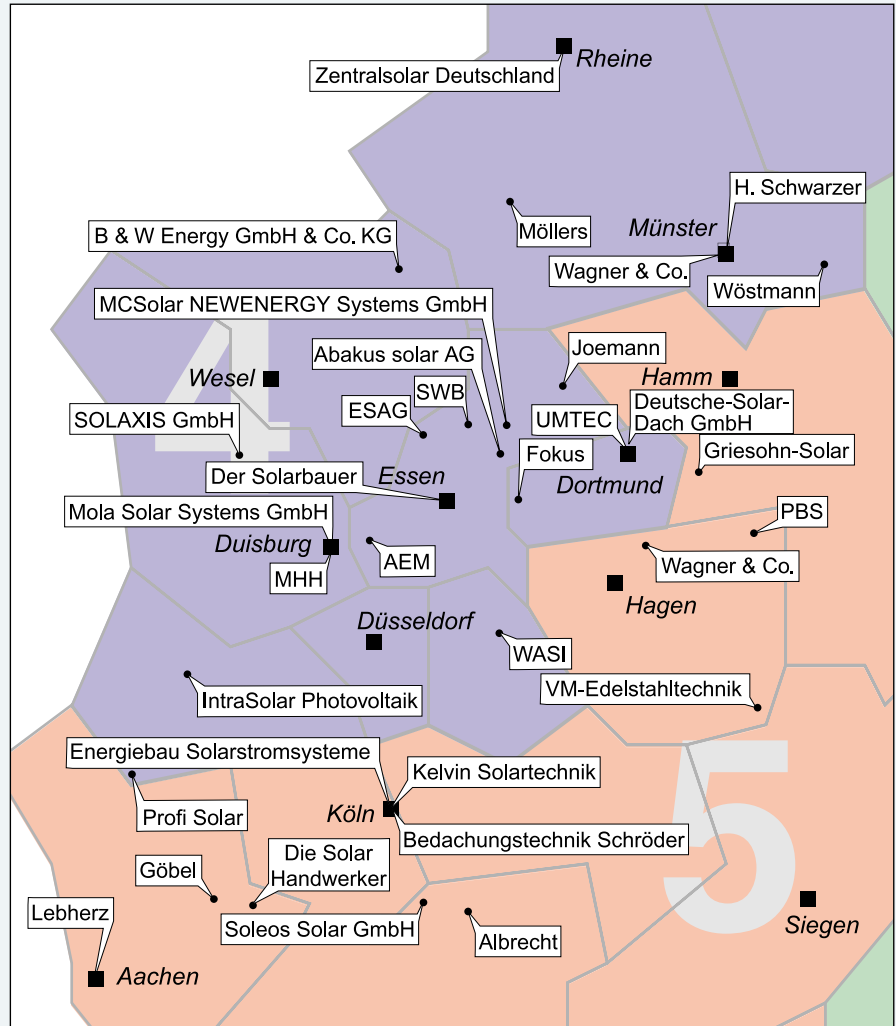 Rheine
Zentralsolar Deutschland
H. Schwarzer
Möllers
Münster
B & W Energy GmbH & Co. KG
Wagner & Co.
Wöstmann
MCSolar NEWENERGY Systems GmbH
4
Abakus solar AG
Joemann
Wesel
Hamm
SWB
Deutsche-Solar-
Dach GmbH
SOLAXIS GmbH
ESAG
UMTEC
Griesohn-Solar
Fokus
Der Solarbauer
Essen
Dortmund
Mola Solar Systems GmbH
PBS
Duisburg
AEM
Wagner & Co.
MHH
Hagen
Düsseldorf
WASI
VM-Edelstahltechnik
IntraSolar Photovoltaik
Energiebau Solarstromsysteme
Kelvin Solartechnik
5
Profi Solar
Köln
Bedachungstechnik Schröder
Göbel
Die Solar
Handwerker
Lebherz
Soleos Solar GmbH
Albrecht
Siegen
Aachen